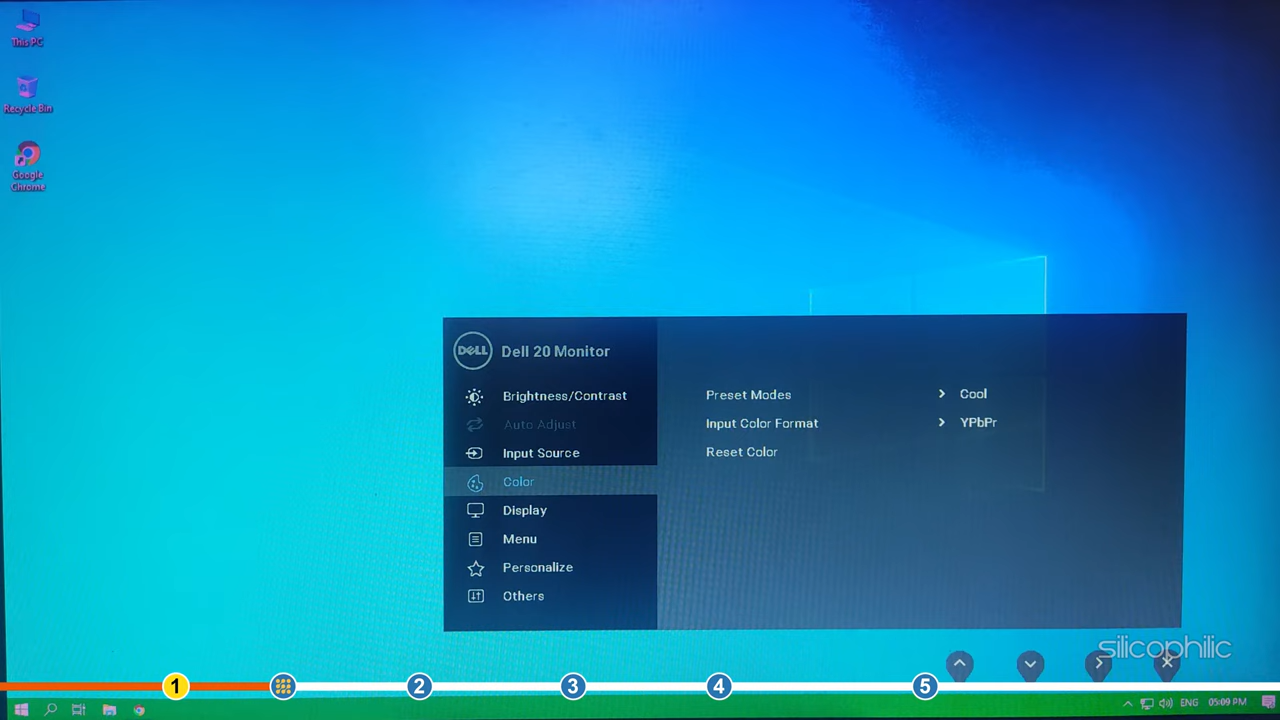 This PC
Recycle Bin
Google
Chrome
DELL
Dell 20 Monitor
Brightness/Contrast
Auto Adjust
Input Source
Color
Display
Menu
Personalize
Others
Preset Modes
Cool
Input Color Format
YPbPr
Reset Color
silicophilic
1
2
3
4
5
ENG
05:09 PM